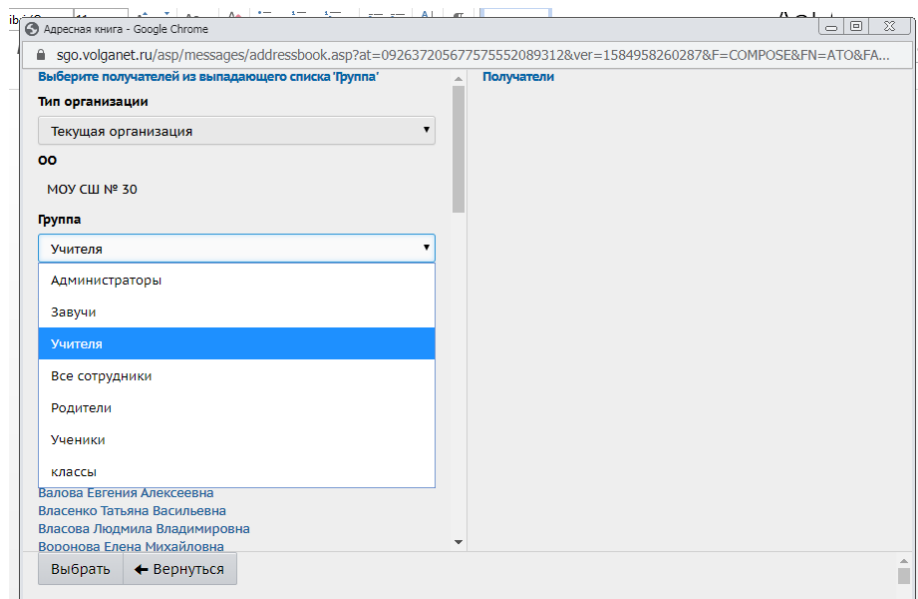 Адресная книга - Google Chrome
sgo.volganet.ru/asp/messages/addressbook.asp?at=092637205677575552089312&ver=1584958260287&F=COMPOSE&FN=ATO&FA...
Выберите получателей из выпадающего списка 'Группа'
Получатели
Тип организации
Текущая организация
ОО
МОУ СШ № 30
Группа
Учителя
Администраторы
Завучи
Учителя
Все сотрудники
Родители
Ученики
классы
Валова Евгения Алексеевна
Власенко Татьяна Васильевна
Власова Людмила Владимировна
Воронова Елена Михайловна
Выбрать
Вернуться